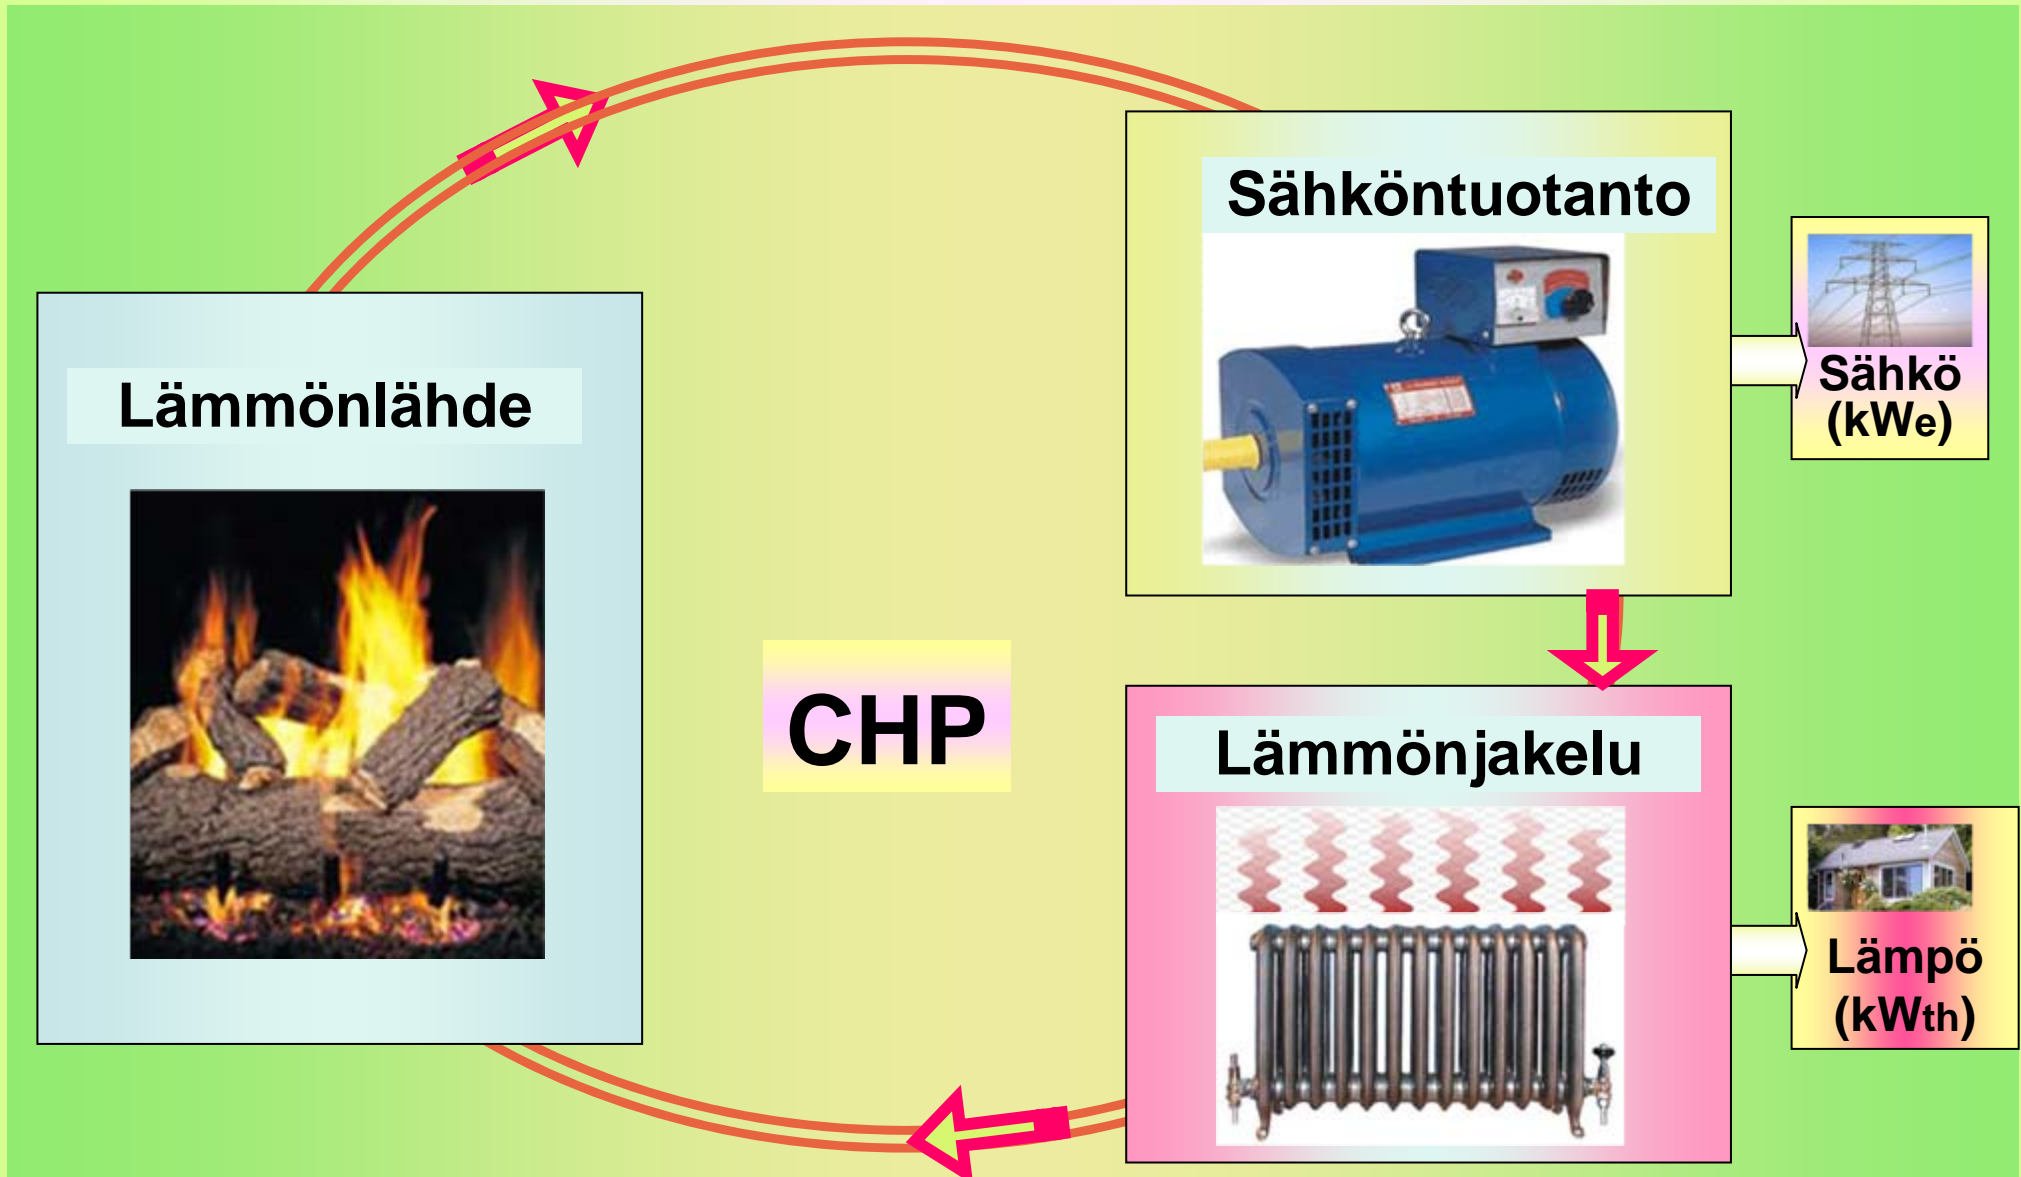 Sähköntuotanto
Sähkö
(kWe)
Lämmönlähde
CHP
Lämmönjakelu
Lämpö
(kWth)